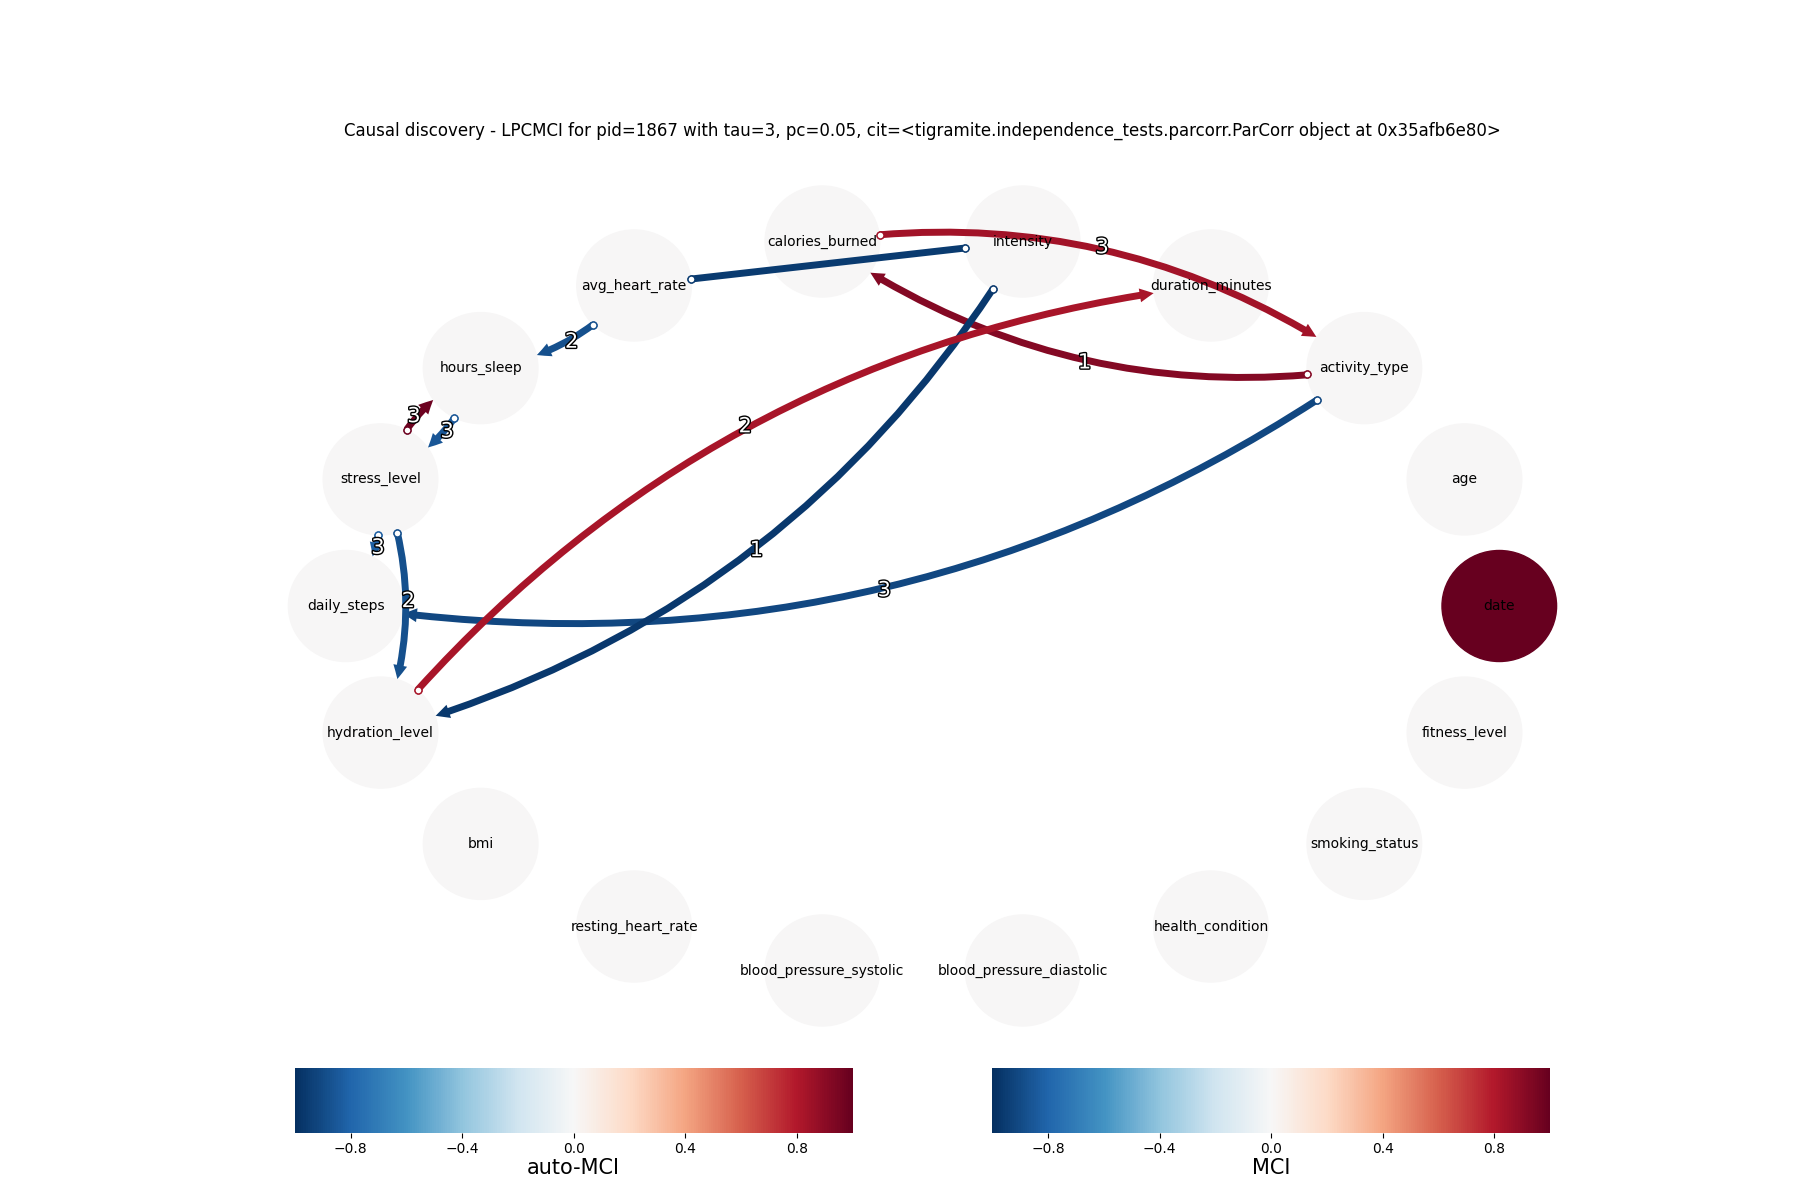 Causal discovery - LPCMCI for pid=1867 with tau=3, pc=0.05, cit=<tigramite.independence_tests.parcorr.ParCorr object at 0x35afb6e80>
calories_burned
intensity
3
avg_heart_rate
duration_minutes
2
1
hours_sleep
activity_type
3
3
2
stress_level
age
3
1
3
daily_steps
2
date
hydration_level
fitness_level
bmi
smoking_status
resting_heart_rate
health_condition
blood_pressure_systolic
blood_pressure_diastolic
−0.8 −0.4 0.0 0.4 0.8
auto-MCI
−0.8 −0.4 0.0 0.4 0.8
MCI